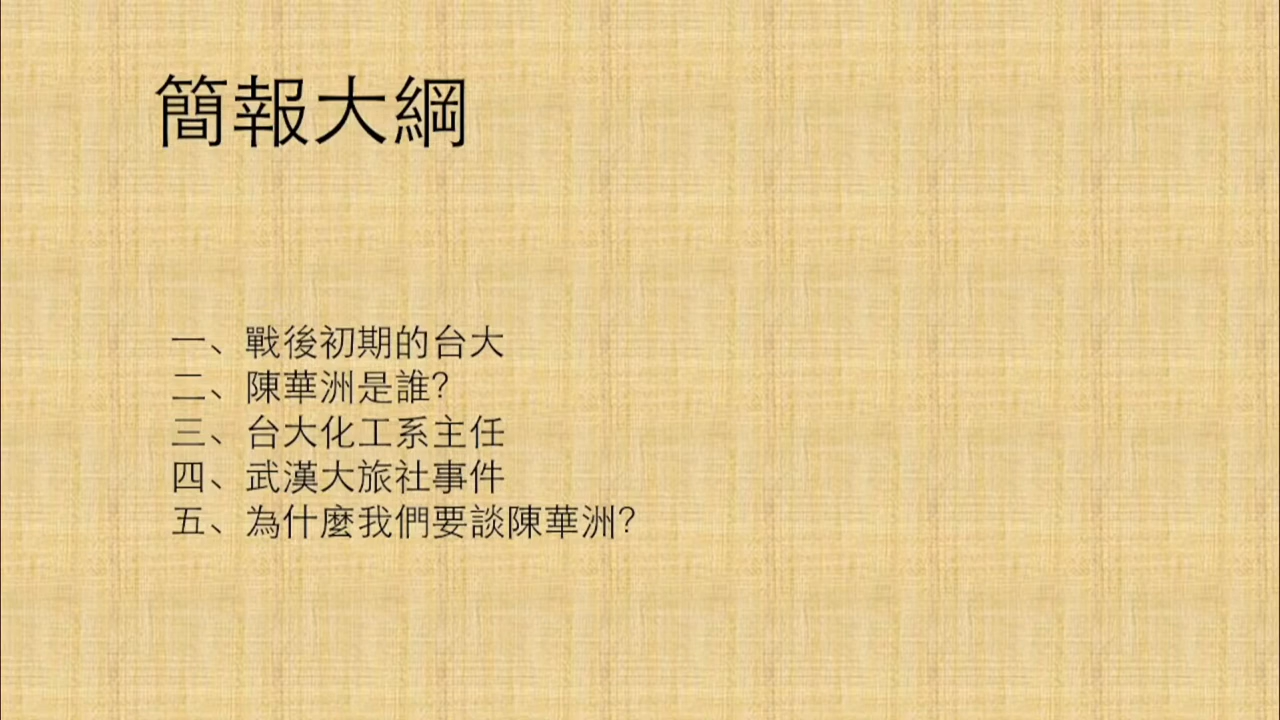 簡報大綱
一、戰後初期的台大
二、陳華洲是誰?
三、台大化工系主任
四、武漢大旅社事件
五、為什麼我們要談陳華洲?